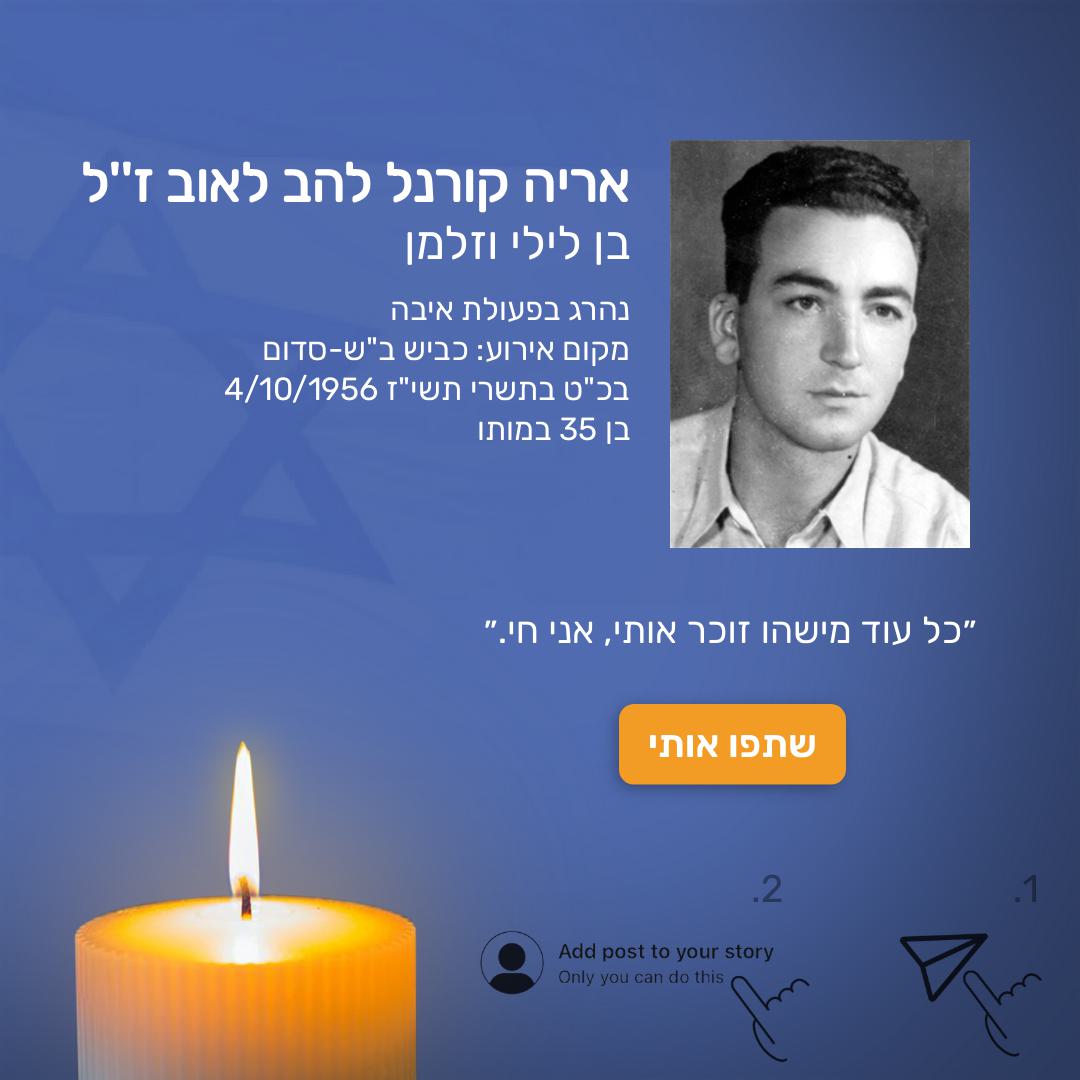 אריה קורנל להב לאוב ז"ל
בן לילי וזלמן
נהרג בפעולת איבה
מקום אירוע: כביש ב"ש-סדום
בכ"ט בתשרי תשי"ז 4/10/1956
בן 35 במותו
״כל עוד מישהו זוכר אותי, אני חי.״
שתפו אותי
.1
.2
Add post to your story
Only you can do this